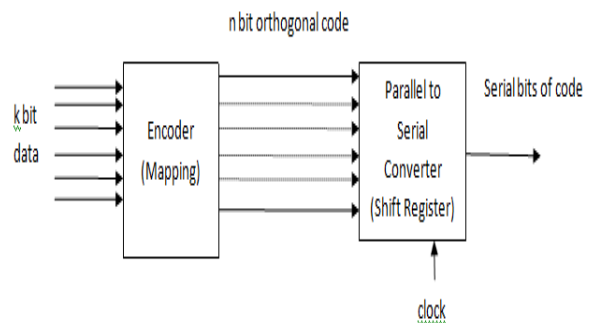 n bit orthogonal code
k bit
data
Encoder
(Mapping)
Parallel to
Serial
Converter
(Shift Register)
Serial bits of code
clock